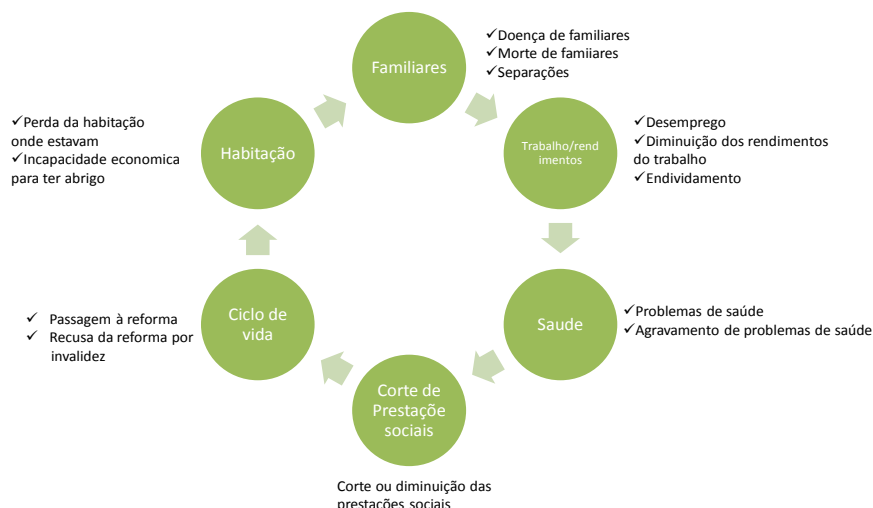 Familiares
✓Doença de familiares
✓Morte de famiiares
✓Separações
Trabalho/rend
imentos
✓Desemprego
✓Diminuição dos rendimentos
do trabalho
✓Endividamento
Saude
✓Problemas de saúde
✓Agravamento de problemas de saúde
Corte de
Prestaçõe
sociais
Corte ou diminuição das
prestações sociais
Ciclo de
vida
✓ Passagem à reforma
✓ Recusa da reforma por
invalidez
Habitação
✓Perda da habitação
onde estavam
✓Incapacidade economica
para ter abrigo